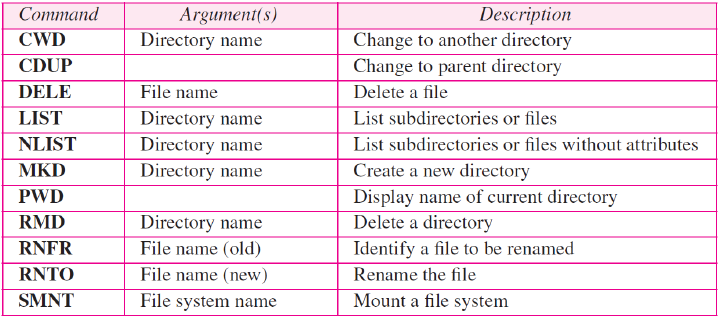 Command Argument(s) Description
CWD Directory name Change to another directory
CDUP Change to parent directory
DELE File name Delete a file
LIST Directory name List subdirectories or files
NLIST Directory name List subdirectories or files without attributes
MKD Directory name Create a new directory
PWD Display name of current directory
RMD Directory name Delete a directory
RNFR File name (old) Identify a file to be renamed
RNTO File name (new) Rename the file
SMNT File system name Mount a file system